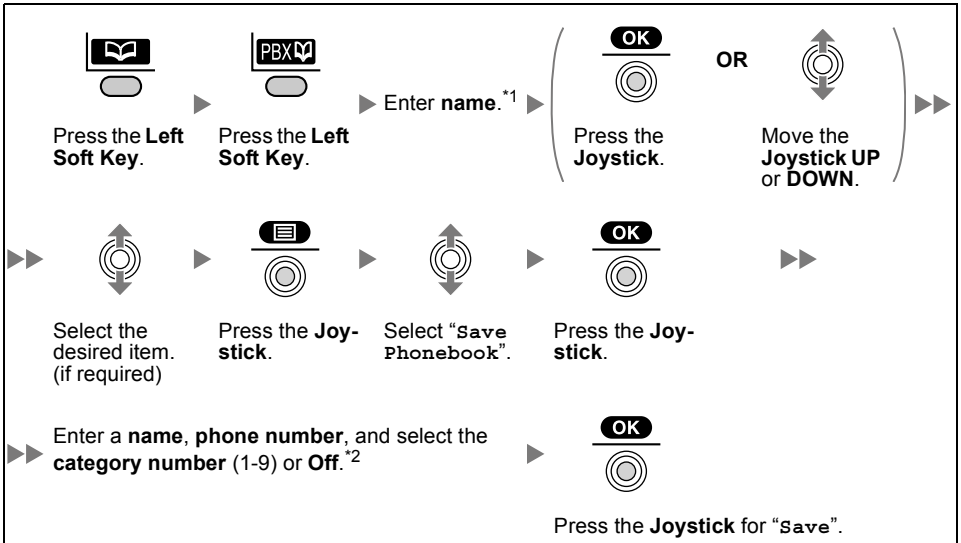 PBX
Enter name.*1
OK
OR
Press the Left
Soft Key.
Press the Left
Soft Key.
Press the
Joystick.
Move the
Joystick UP
or DOWN.
OK
Select the
desired item.
(if required)
Press the Joy-
stick.
Select “Save
Phonebook”.
Press the Joy-
stick.
Enter a name, phone number, and select the
category number (1-9) or Off.*2
OK
Press the Joystick for “Save”.